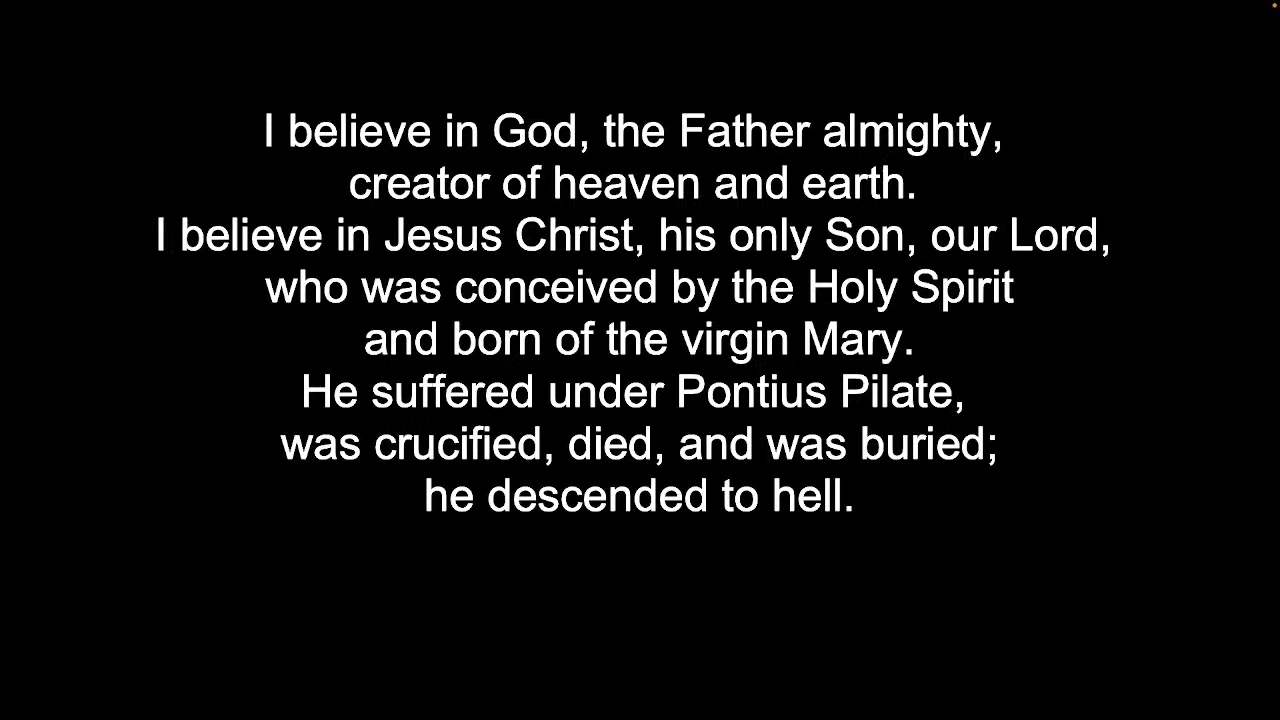 I believe in God, the Father almighty,
creator of heaven and earth.
I believe in Jesus Christ, his only Son, our Lord,
who was conceived by the Holy Spirit
and born of the virgin Mary.
He suffered under Pontius Pilate,
was crucified, died, and was buried;
he descended to hell.